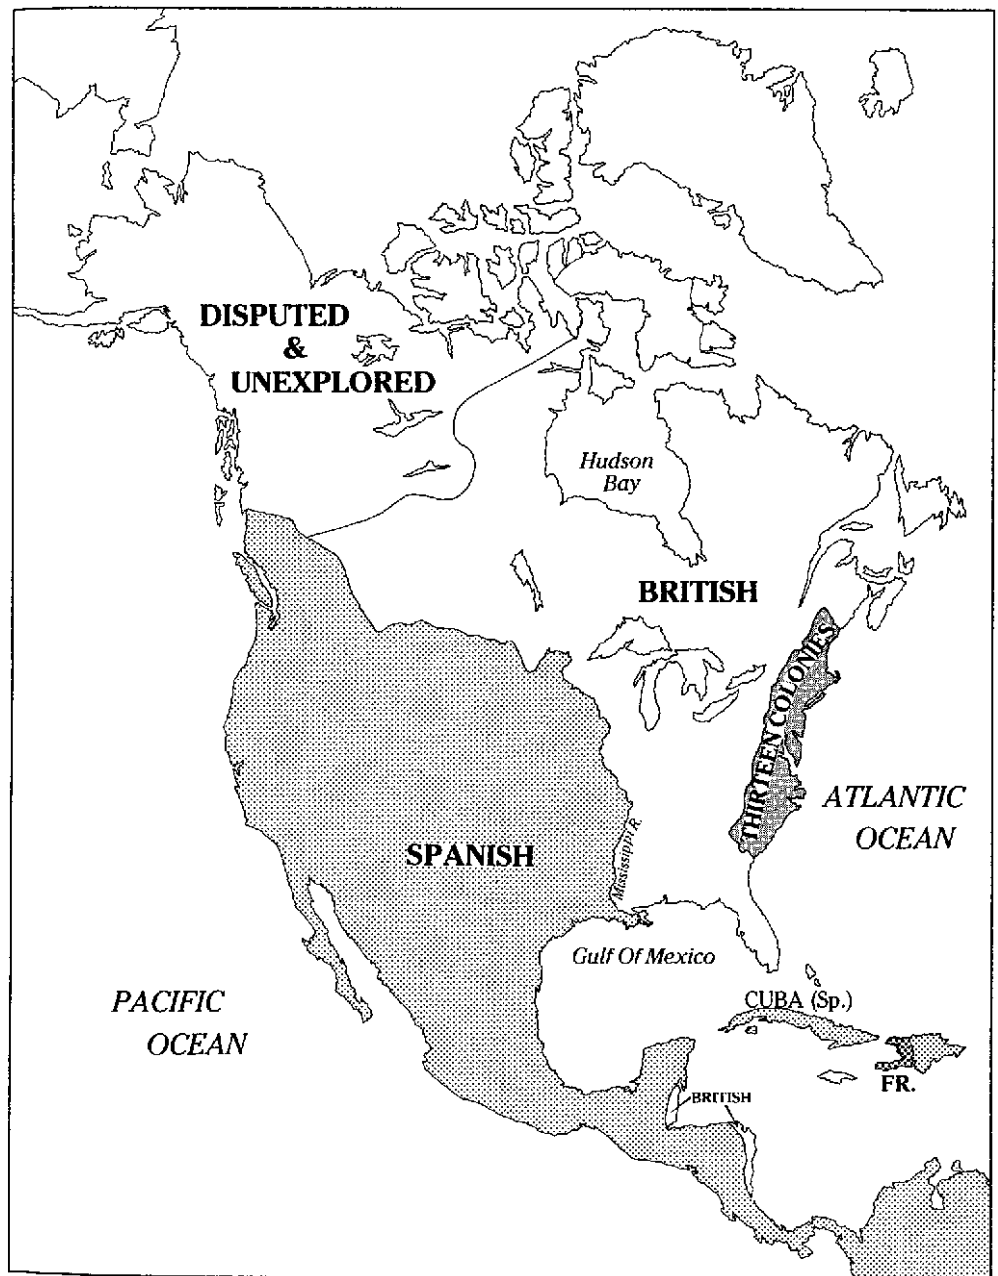 DISPUTED
&
UNEXPLORED
Hudson
Bay
BRITISH
THIRTEEN COLONIES
ATLANTIC
OCEAN
SPANISH
Mississippi R.
Gulf Of Mexico
PACIFIC
OCEAN
CUBA (Sp.)
FR.
BRITISH